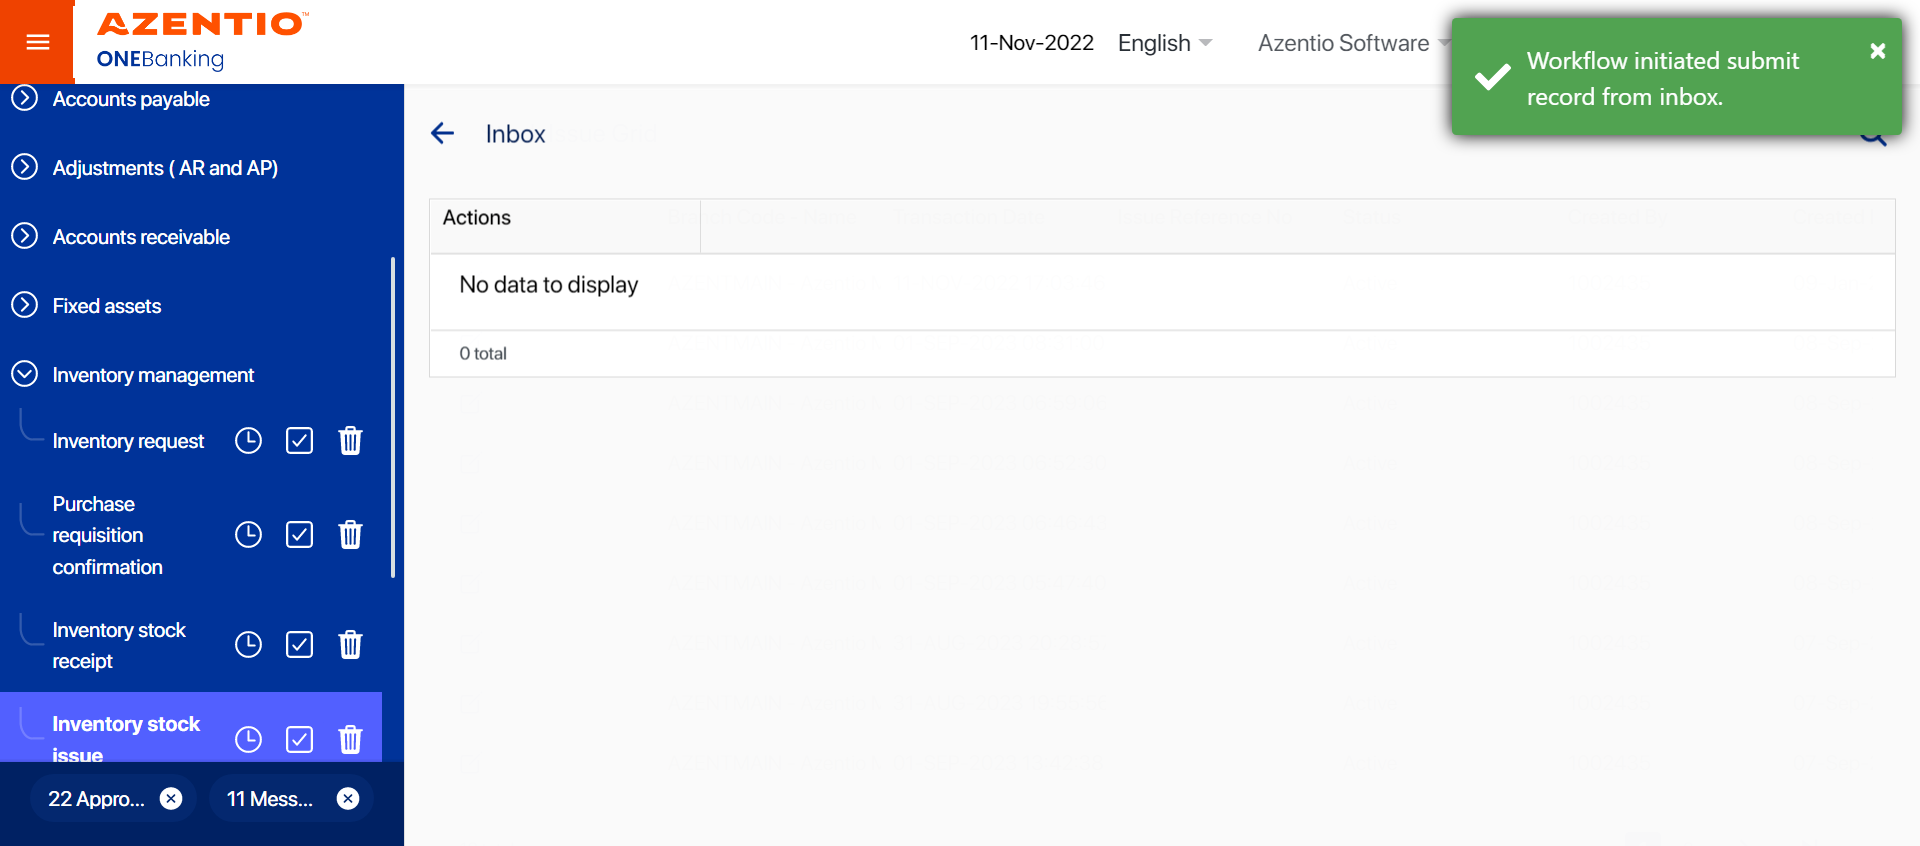 AZENTIO™
ONEBanking
11-Nov-2022
English
Azentio Software
Workflow initiated submit
record from inbox.
Accounts payable
Adjustments ( AR and AP)
Accounts receivable
Fixed assets
Inventory management
Inventory request
Purchase
requisition
confirmation
Inventory stock
receipt
Inventory stock
issue
22 Appro...
11 Mess...
Inbox
Actions
No data to display
0 total